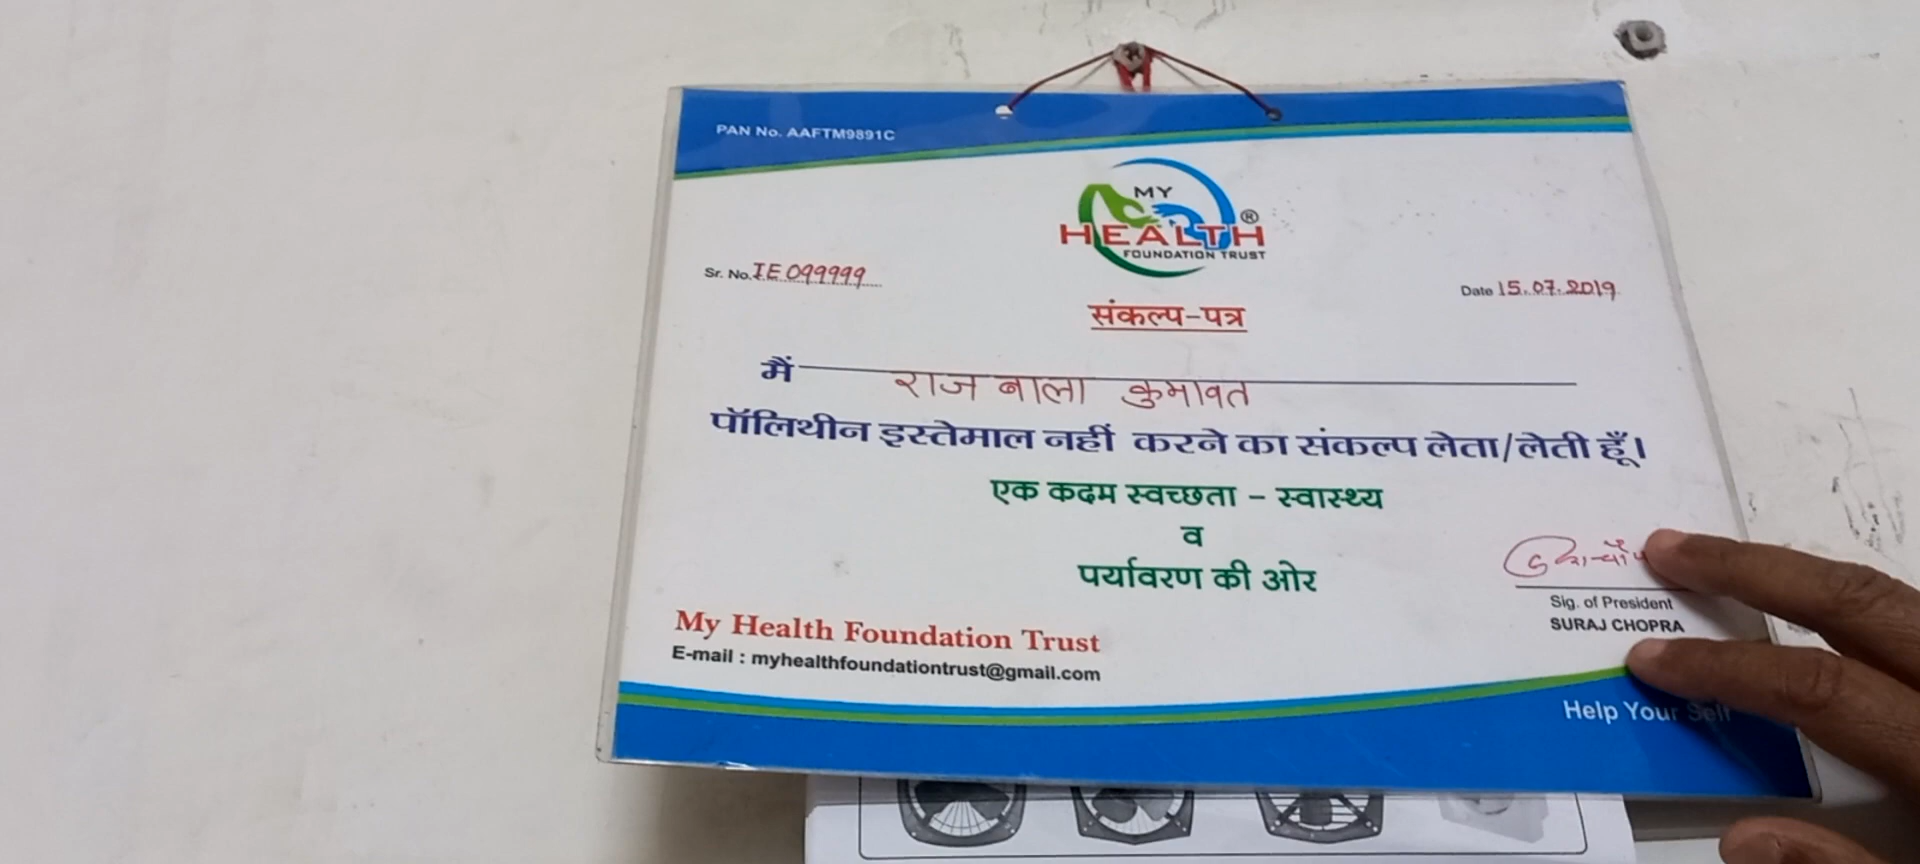 PAN No. AAFTM9891C
MY
HEALTH ®
FOUNDATION TRUST
Sr. No. IE 099999
Date 15.07.2019
संकल्प-पत्र
मैं राज बाला कुमावत
पॉलिथीन इस्तेमाल नहीं करने का संकल्प लेता/लेती हूँ।
एक कदम स्वच्छता – स्वास्थ्य
व
पर्यावरण की ओर
Sig. of President
SURAJ CHOPRA
My Health Foundation Trust
E-mail : myhealthfoundationtrust@gmail.com
Help Your Self